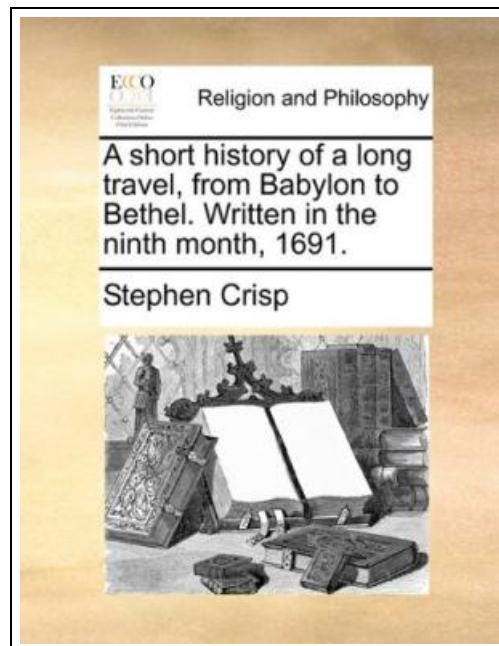 ECCO
Religion and Philosophy
A short history of a long
travel, from Babylon to
Bethel. Written in the
ninth month, 1691.
Stephen Crisp